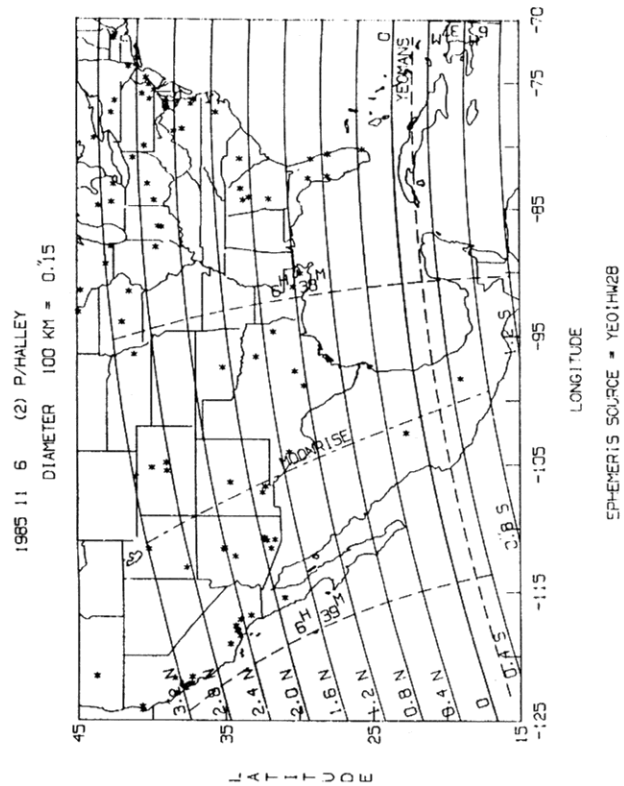 1985 11 6 (2) P/HALLEY
DIAMETER 100 KM = 0."15
LATITUDE
45
35
25
15
3.2 N
2.8 N
2.4 N
2.0 N
1.6 N
1.2 N
0.8 N
0.4 N
0
0.4 S
0.8 S
1.2 S
6H 39M
MOONRISE
6H 38M
YEOMANS
0
-125
-115
-105
-95
-85
-75
-70
LONGITUDE
EPHEMERIS SOURCE = YEO1HW28